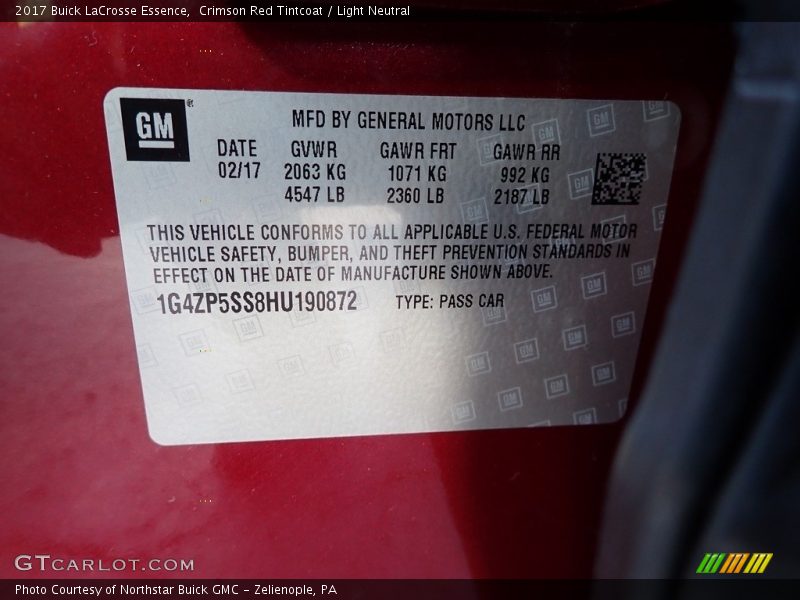 2017 Buick LaCrosse Essence, Crimson Red Tintcoat / Light Neutral
GM®
MFD BY GENERAL MOTORS LLC
DATE GVWR GAWR FRT GAWR RR
02/17 2063 KG 1071 KG 992 KG
4547 LB 2360 LB 2187 LB
THIS VEHICLE CONFORMS TO ALL APPLICABLE U.S. FEDERAL MOTOR
VEHICLE SAFETY, BUMPER, AND THEFT PREVENTION STANDARDS IN
EFFECT ON THE DATE OF MANUFACTURE SHOWN ABOVE.
1G4ZP5SS8HU190872 TYPE: PASS CAR
GTCARLOT.COM
Photo Courtesy of Northstar Buick GMC - Zelienople, PA